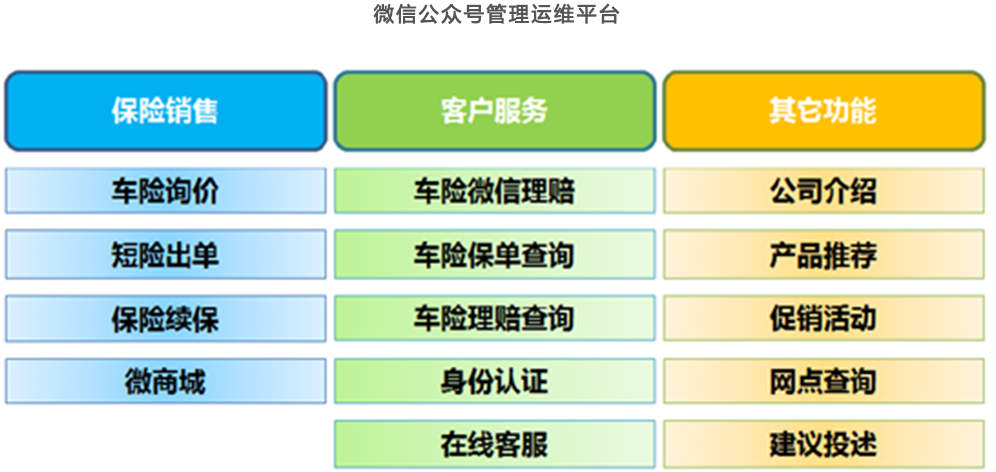 微信公众号管理运维平台
保险销售
客户服务
其它功能
车险询价
车险微信理赔
公司介绍
短险出单
车险保单查询
产品推荐
保险续保
车险理赔查询
促销活动
微商城
身份认证
网点查询
在线客服
建议投述